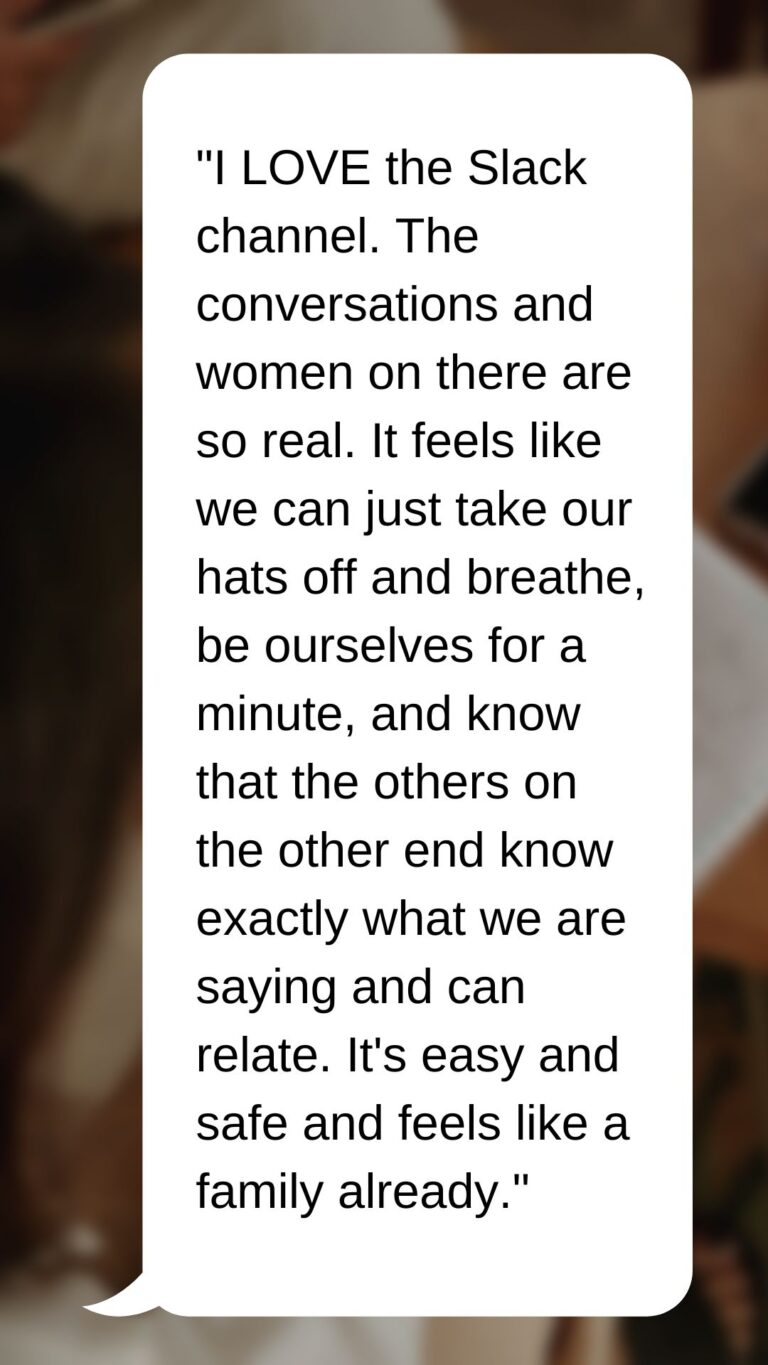 "I LOVE the Slack
channel. The
conversations and
women on there are
so real. It feels like
we can just take our
hats off and breathe,
be ourselves for a
minute, and know
that the others on
the other end know
exactly what we are
saying and can
relate. It's easy and
safe and feels like a
family already."